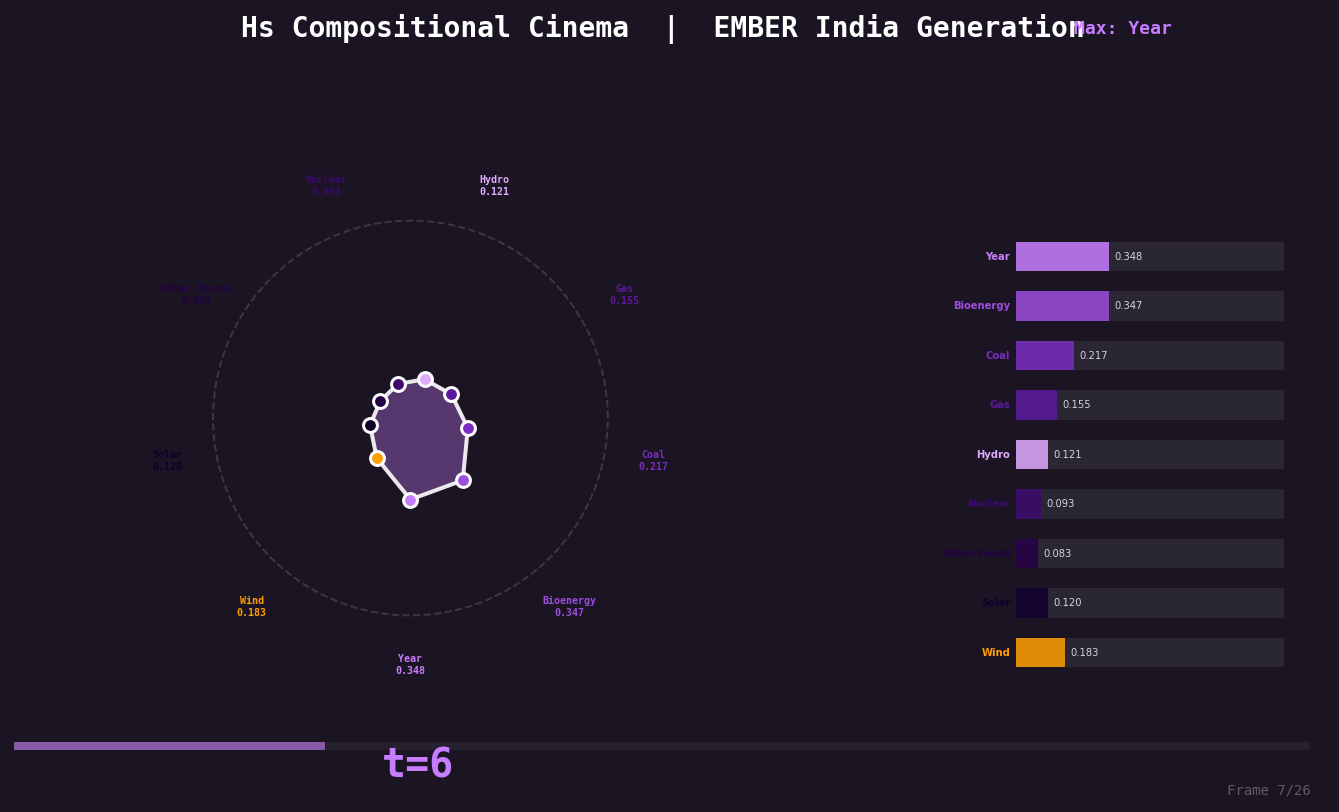 Hs Compositional Cinema | EMBER India Generation
Max: Year
Nuclear
0.093
Hydro
0.121
Other Fossil
0.083
Gas
0.155
Solar
0.120
Coal
0.217
Wind
0.183
Bioenergy
0.347
Year
0.348
Year 0.348
Bioenergy 0.347
Coal 0.217
Gas 0.155
Hydro 0.121
Nuclear 0.093
Other Fossil 0.083
Solar 0.120
Wind 0.183
t=6
Frame 7/26